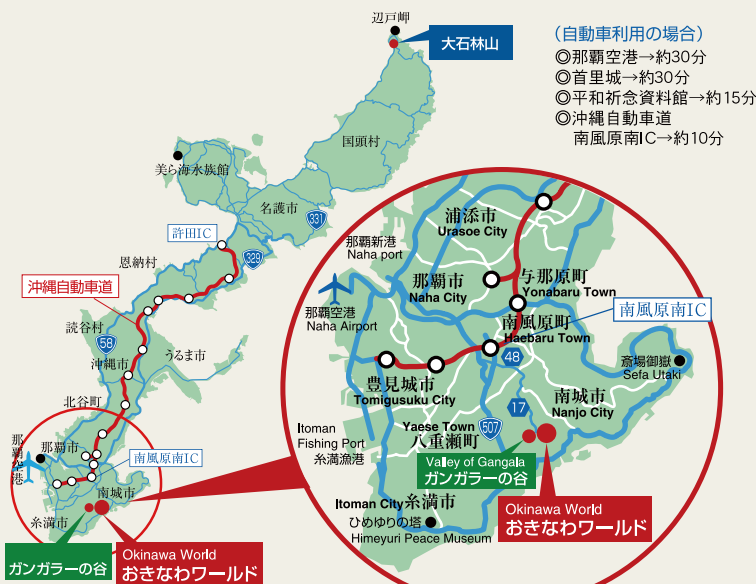 辺戸岬
大石林山
(自動車利用の場合)
◎那覇空港→約30分
◎首里城→約30分
◎平和祈念資料館→約15分
◎沖縄自動車道
南風原南IC→約10分
国頭村
美ら海水族館
名護市
331
許田IC
329
恩納村
沖縄自動車道
読谷村
58
沖縄市
うるま市
北谷町
那覇市
那覇空港
南風原南IC
南城市
糸満市
ガンガラーの谷
Okinawa World
おきなわワールド
浦添市
Urasoe City
那覇新港
Naha port
那覇市
Naha City
与那原町
Yonabaru Town
那覇空港
Naha Airport
南風原町
Haebaru Town
南風原南IC
48
斎場御嶽
Sefa Utaki
豊見城市
Tomigusuku City
南城市
Nanjo City
17
507
Itoman
Fishing Port
糸満漁港
Yaese Town
八重瀬町
Valley of Gangala
ガンガラーの谷
Okinawa World
おきなわワールド
Itoman City 糸満市
ひめゆりの塔
Himeyuri Peace Museum